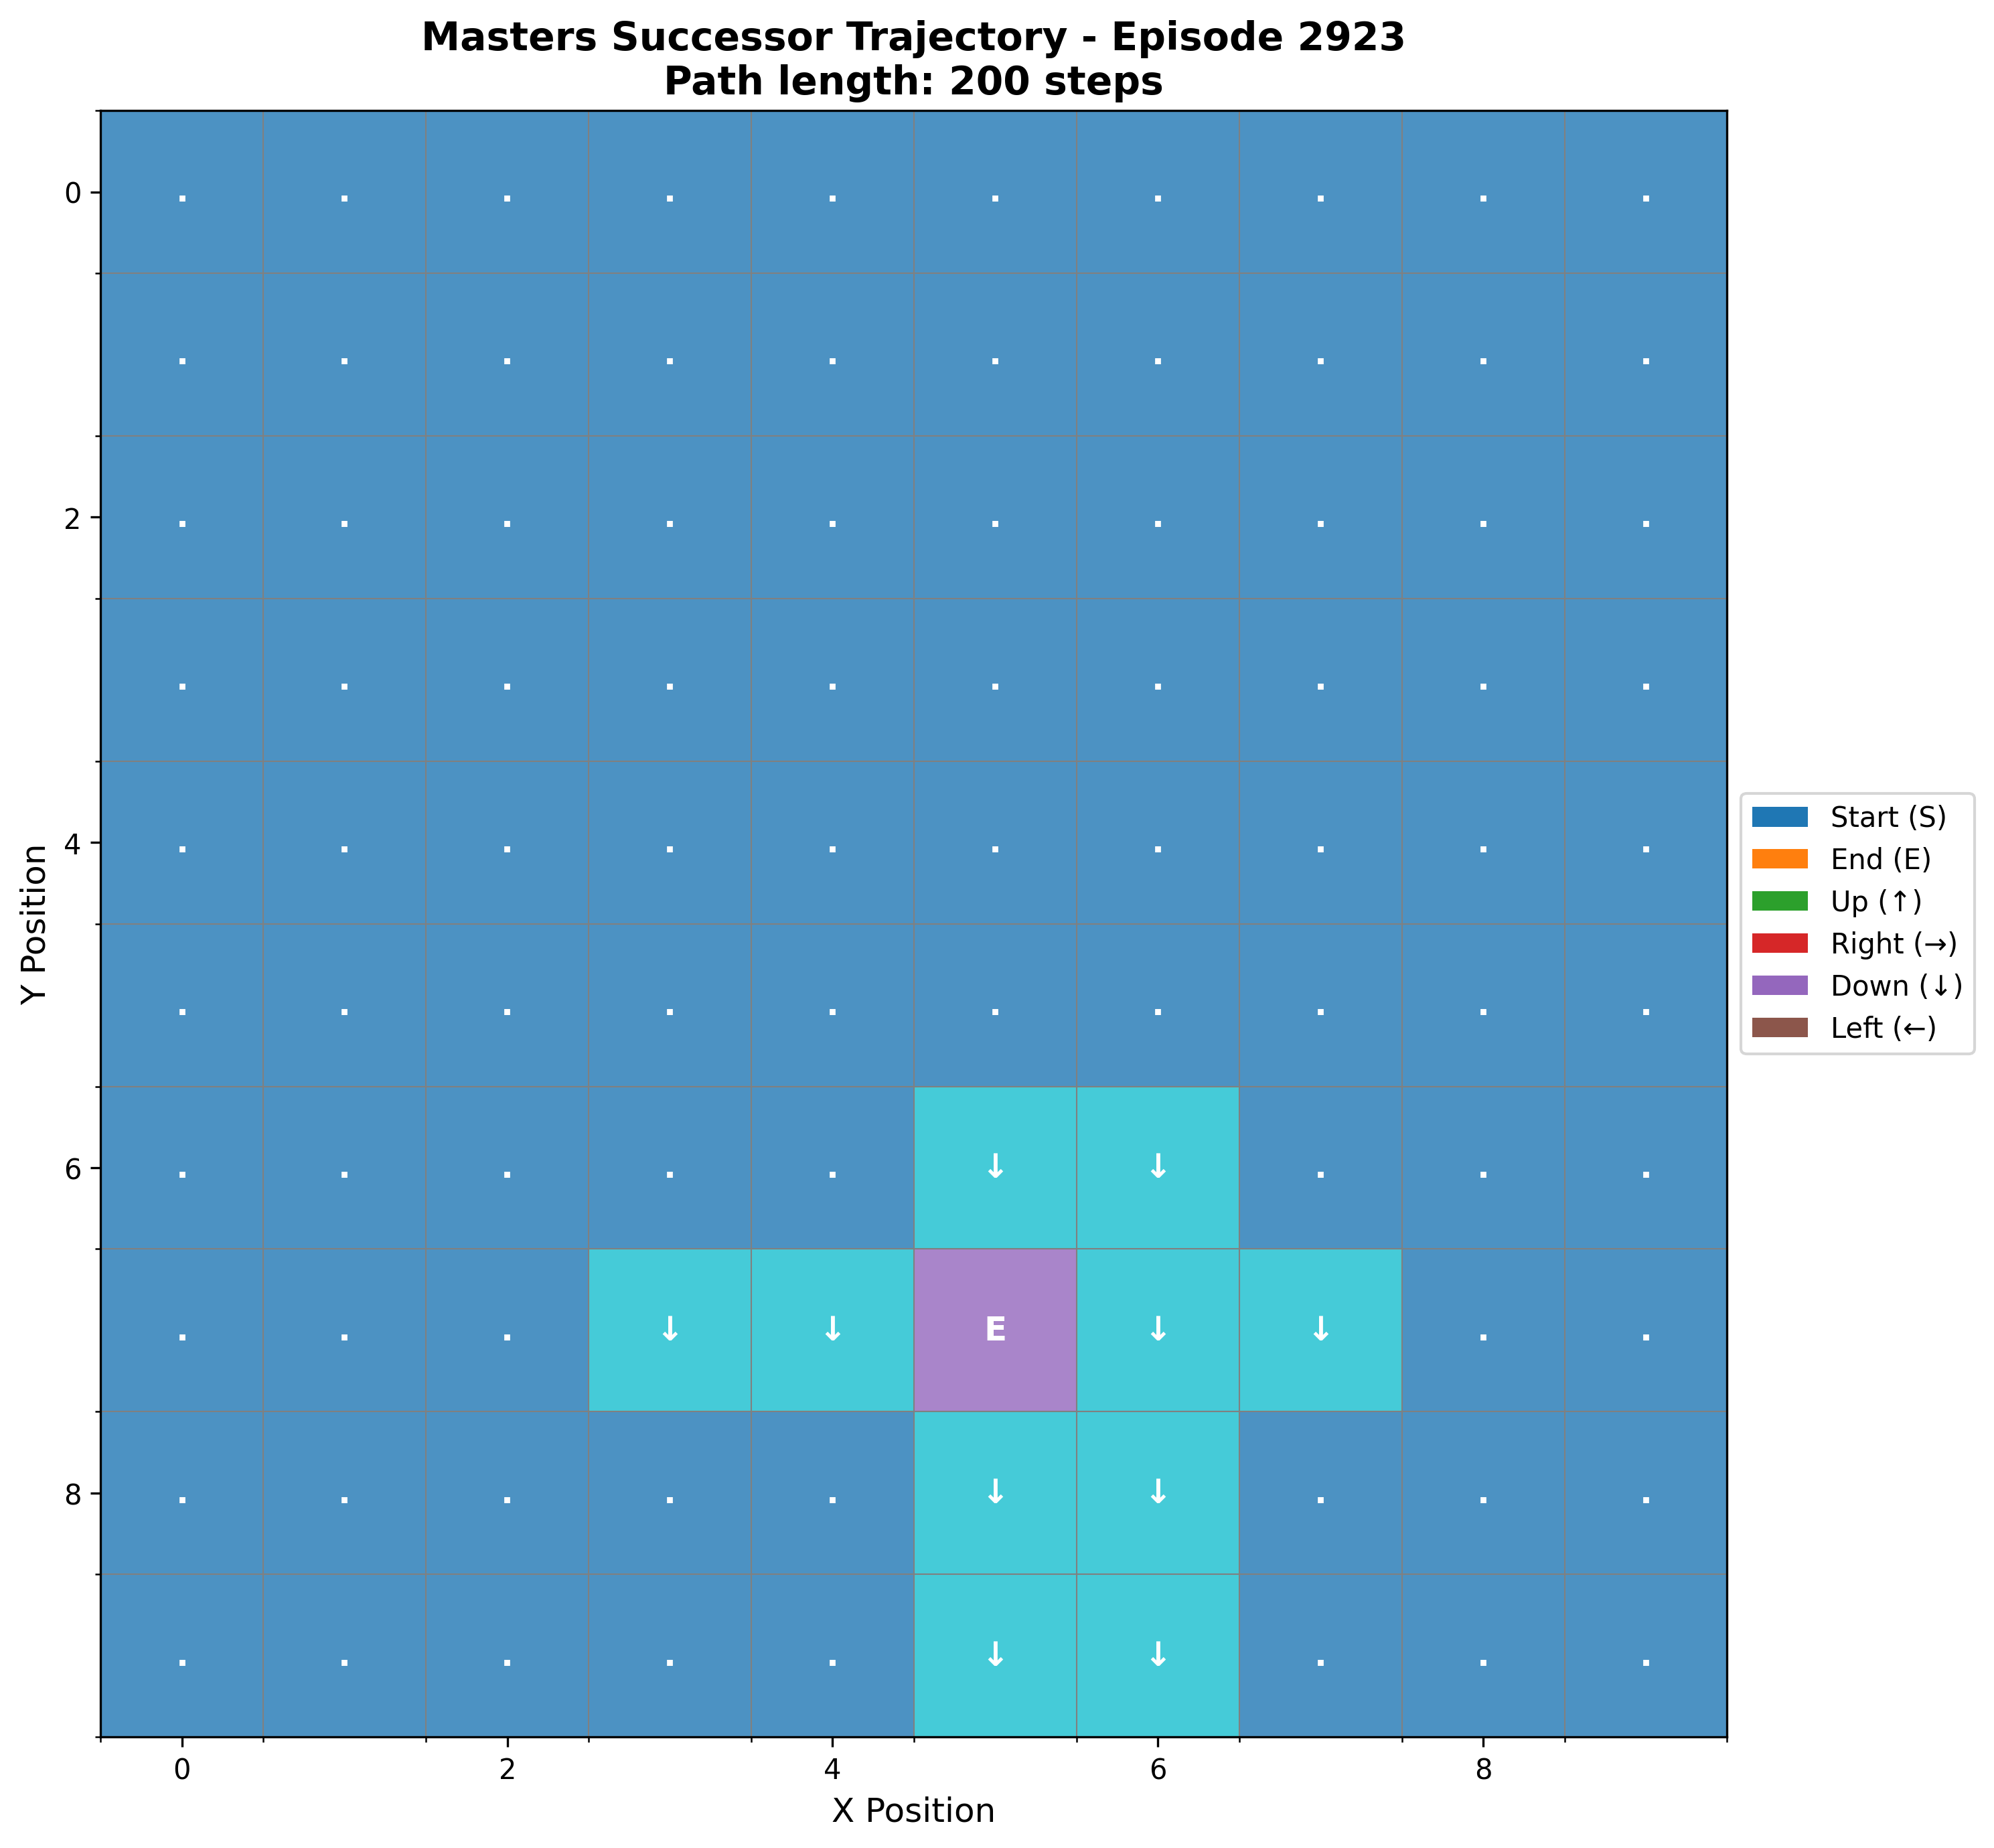 Masters Successor Trajectory - Episode 2923
Path length: 200 steps
0 . . . . . . . . . .
. . . . . . . . . .
2 . . . . . . . . . .
. . . . . . . . . .
4 . . . . . . . . . .
. . . . . . . . . .
6 . . . . . ↓ ↓ . . .
. . . ↓ ↓ E ↓ ↓ . .
8 . . . . . ↓ ↓ . . .
. . . . . ↓ ↓ . . .
0 2 4 6 8
X Position
Y Position
Start (S)
End (E)
Up (↑)
Right (→)
Down (↓)
Left (←)